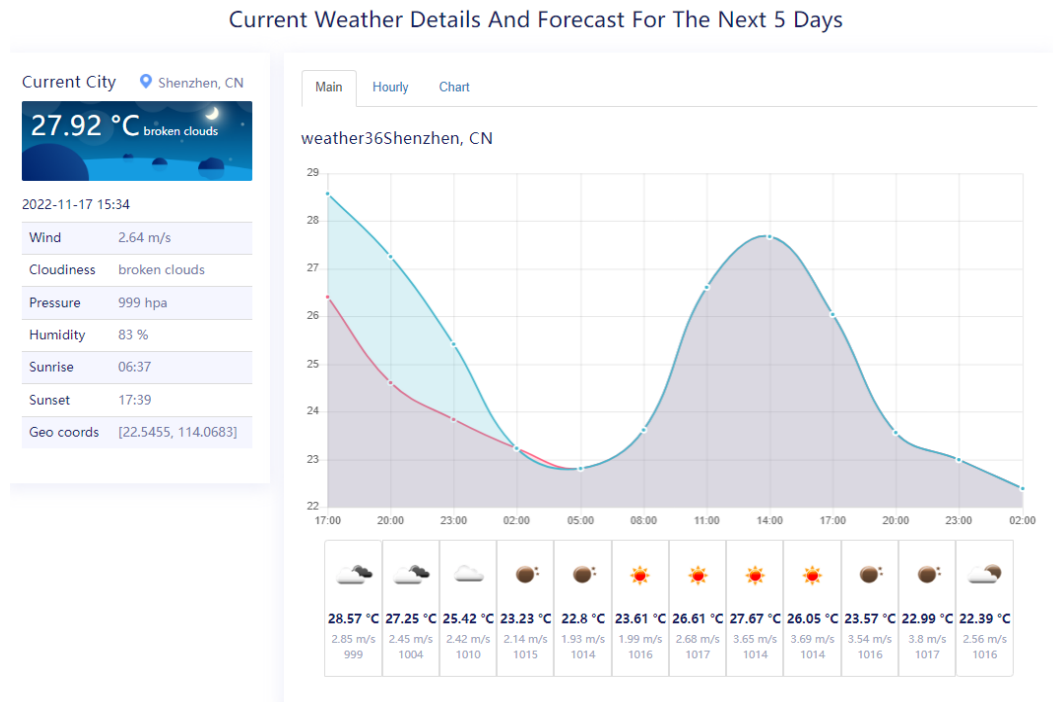 Current Weather Details And Forecast For The Next 5 Days
Current City Shenzhen, CN
27.92 °C broken clouds
2022-11-17 15:34
Wind 2.64 m/s
Cloudiness broken clouds
Pressure 999 hpa
Humidity 83 %
Sunrise 06:37
Sunset 17:39
Geo coords [22.5455, 114.0683]
Main Hourly Chart
weather36Shenzhen, CN
29
28
27
26
25
24
23
22
17:00 20:00 23:00 02:00 05:00 08:00 11:00 14:00 17:00 20:00 23:00 02:00
28.57 °C 27.25 °C 25.42 °C 23.23 °C 22.8 °C 23.61 °C 26.61 °C 27.67 °C 26.05 °C 23.57 °C 22.99 °C 22.39 °C
2.85 m/s 2.45 m/s 2.42 m/s 2.14 m/s 1.93 m/s 1.99 m/s 2.68 m/s 3.65 m/s 3.69 m/s 3.54 m/s 3.8 m/s 2.56 m/s
999 1004 1010 1015 1014 1016 1017 1014 1014 1016 1017 1016